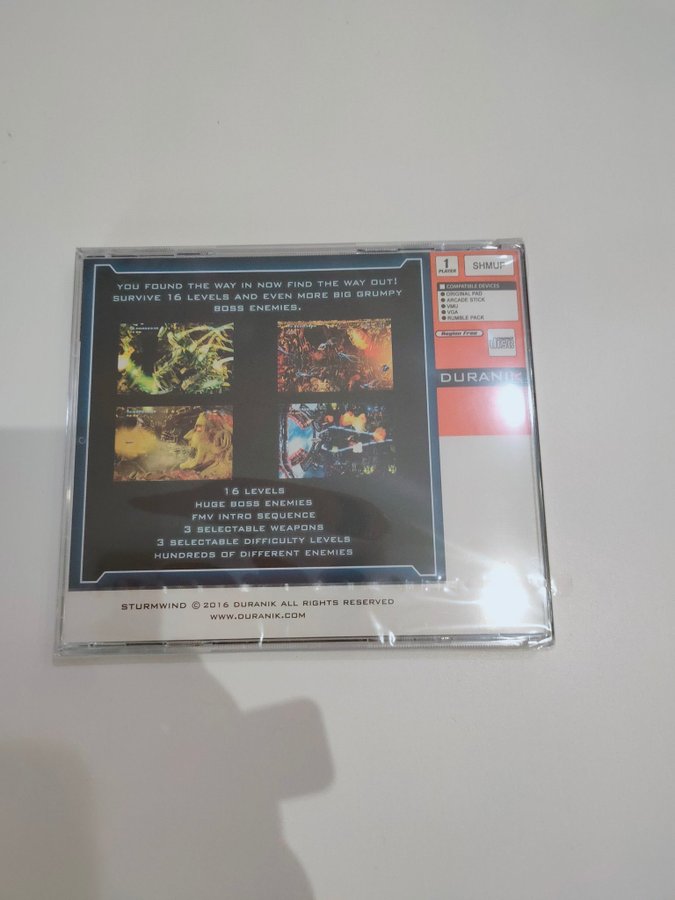 YOU FOUND THE WAY IN NOW FIND THE WAY OUT!
SURVIVE 16 LEVELS AND EVEN MORE BIG GRUMPY
BOSS ENEMIES.
16 LEVELS
HUGE BOSS ENEMIES
FMV INTRO SEQUENCE
3 SELECTABLE WEAPONS
3 SELECTABLE DIFFICULTY LEVELS
HUNDREDS OF DIFFERENT ENEMIES
STURMWIND © 2016 DURANIK ALL RIGHTS RESERVED
WWW.DURANIK.COM
1
PLAYER
SHMUP
COMPATIBLE DEVICES
ORIGINAL PAD
ARCADE STICK
VMU
VGA
RUMBLE PACK
Region Free
DURANIK